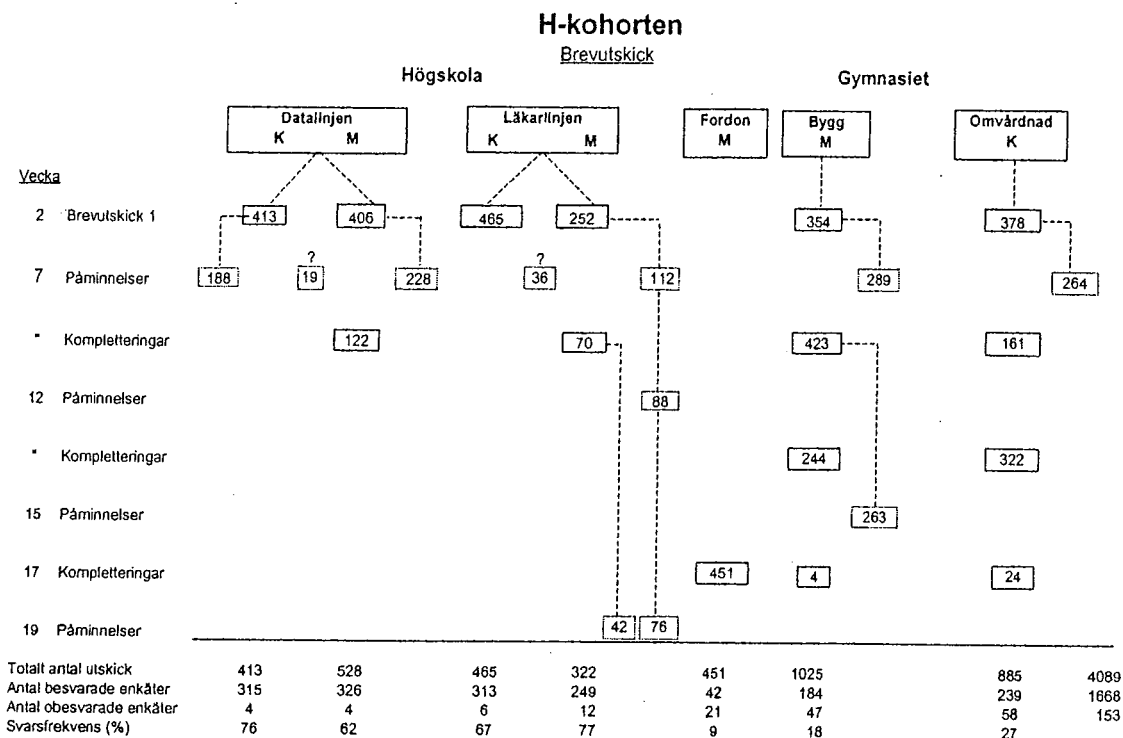 H-kohorten
Brevutskick
Högskola Gymnasiet
Datalinjen Läkarlinjen Fordon Bygg Omvårdnad
K M K M M M K
Vecka
2 Brevutskick 1 413 406 465 252 354 378
? ?
7 Påminnelser 188 19 228 36 112 289 264
" Kompletteringar 122 70 423 161
12 Påminnelser 88
" Kompletteringar 244 322
15 Påminnelser 263
17 Kompletteringar 451 4 24
19 Påminnelser 42 76
Totalt antal utskick 413 528 465 322 451 1025 885 4089
Antal besvarade enkäter 315 326 313 249 42 184 239 1668
Antal obesvarade enkäter 4 4 6 12 21 47 58 153
Svarsfrekvens (%) 76 62 67 77 9 18 27